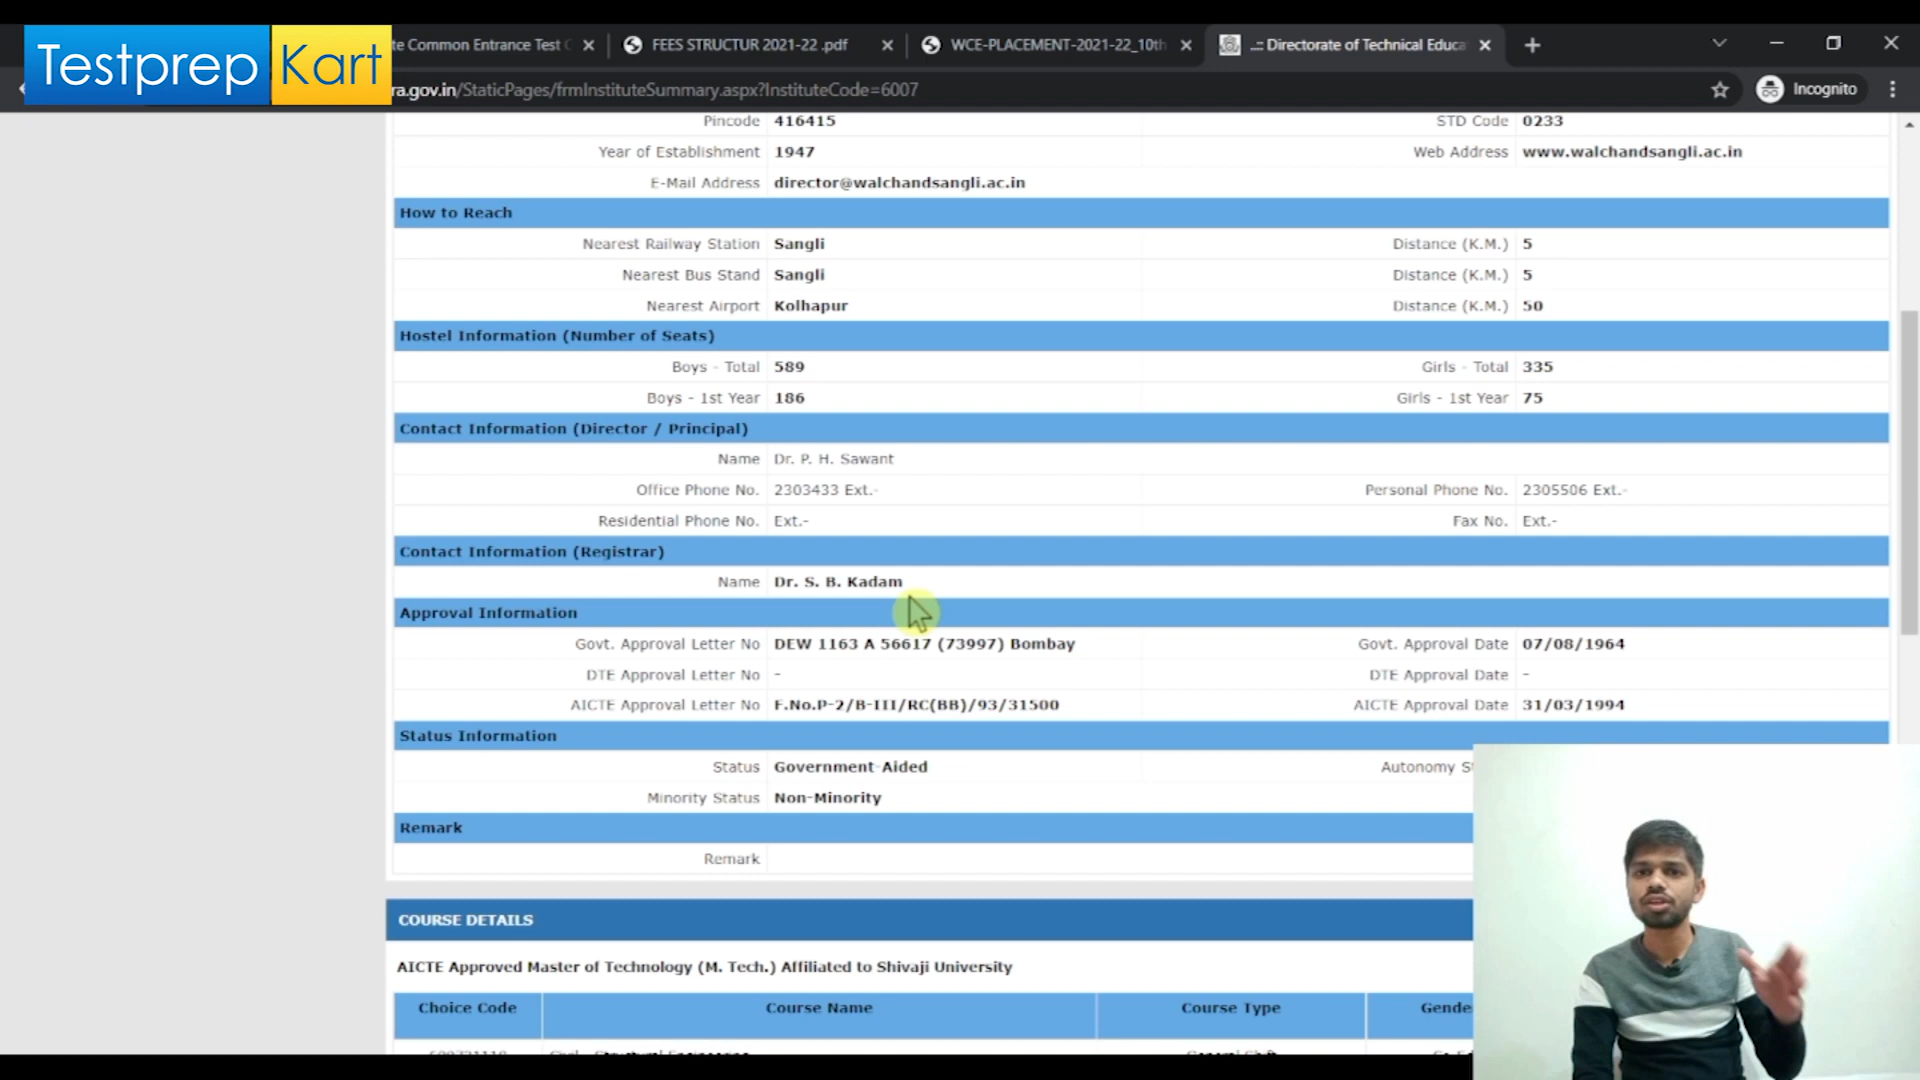 Testprep Kart
te Common Entrance Test C
FEES STRUCTUR 2021-22 .pdf
WCE-PLACEMENT-2021-22_10th
..:: Directorate of Technical Educa
ra.gov.in/StaticPages/frmInstituteSummary.aspx?InstituteCode=6007
Incognito
Pincode 416415 STD Code 0233
Year of Establishment 1947 Web Address www.walchandsangli.ac.in
E-Mail Address director@walchandsangli.ac.in
How to Reach
Nearest Railway Station Sangli Distance (K.M.) 5
Nearest Bus Stand Sangli Distance (K.M.) 5
Nearest Airport Kolhapur Distance (K.M.) 50
Hostel Information (Number of Seats)
Boys - Total 589 Girls - Total 335
Boys - 1st Year 186 Girls - 1st Year 75
Contact Information (Director / Principal)
Name Dr. P. H. Sawant
Office Phone No. 2303433 Ext.- Personal Phone No. 2305506 Ext.-
Residential Phone No. Ext.- Fax No. Ext.-
Contact Information (Registrar)
Name Dr. S. B. Kadam
Approval Information
Govt. Approval Letter No DEW 1163 A 56617 (73997) Bombay Govt. Approval Date 07/08/1964
DTE Approval Letter No - DTE Approval Date -
AICTE Approval Letter No F.No.P-2/B-III/RC(BB)/93/31500 AICTE Approval Date 31/03/1994
Status Information
Status Government-Aided Autonomy St
Minority Status Non-Minority
Remark
Remark
COURSE DETAILS
AICTE Approved Master of Technology (M. Tech.) Affiliated to Shivaji University
Choice Code Course Name Course Type Gende